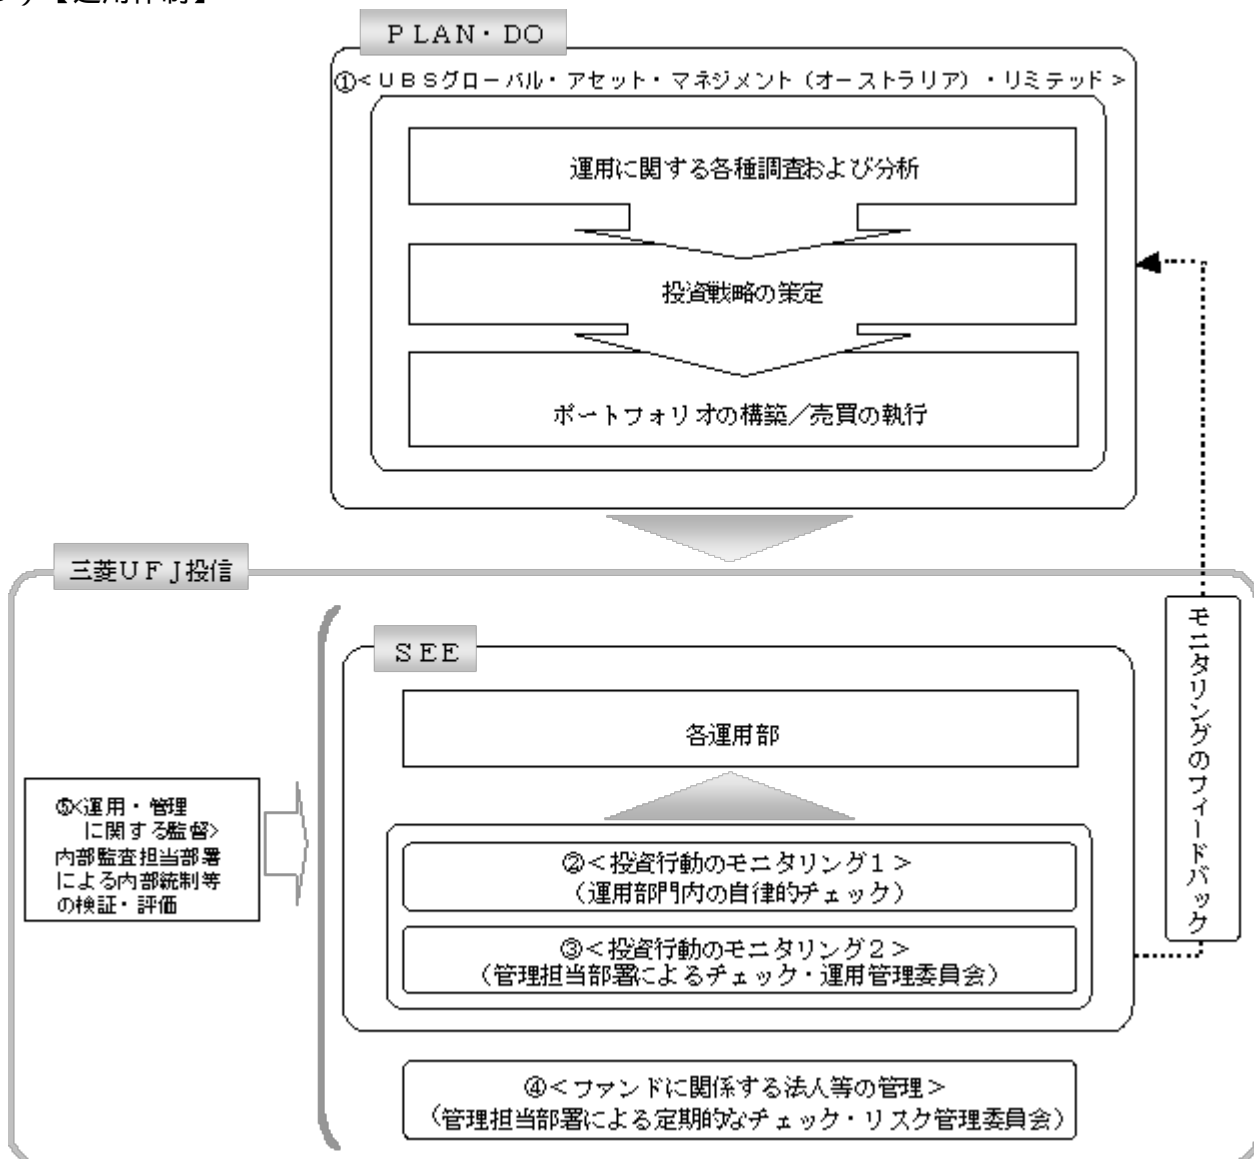 【運用体制】
ＰＬＡＮ・ＤＯ
①＜ＵＢＳグローバル・アセット・マネジメント（オーストラリア）・リミテッド＞
運用に関する各種調査および分析
投資戦略の策定
ポートフォリオの構築／売買の執行
三菱ＵＦＪ投信
ＳＥＥ
各運用部
②＜投資行動のモニタリング１＞
（運用部門内の自律的チェック）
③＜投資行動のモニタリング２＞
（管理担当部署によるチェック・運用管理委員会）
④＜ファンドに関係する法人等の管理＞
（管理担当部署による定期的なチェック・リスク管理委員会）
⑤＜運用・管理
に関する監督＞
内部監査担当部署
による内部統制等
の検証・評価
モニタリングのフィードバック